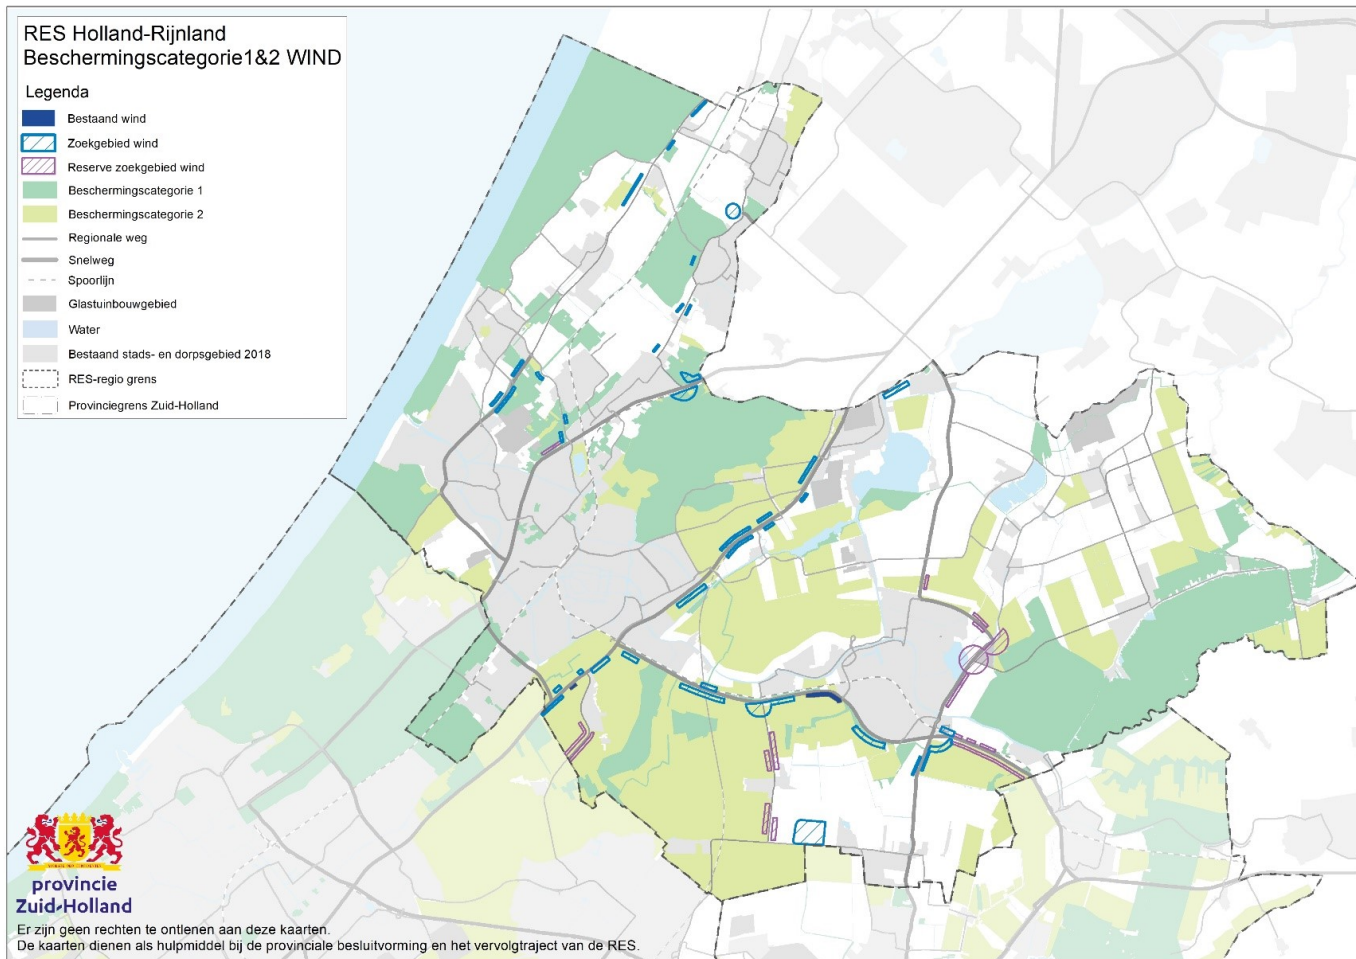 RES Holland-Rijnland
Beschermingscategorie1&2 WIND
Legenda
Bestaand wind
Zoekgebied wind
Reserve zoekgebied wind
Beschermingscategorie 1
Beschermingscategorie 2
Regionale weg
Snelweg
Spoorlijn
Glastuinbouwgebied
Water
Bestaand stads- en dorpsgebied 2018
RES-regio grens
Provinciegrens Zuid-Holland
provincie
Zuid-Holland
Er zijn geen rechten te ontlenen aan deze kaarten.
De kaarten dienen als hulpmiddel bij de provinciale besluitvorming en het vervolgtraject van de RES.